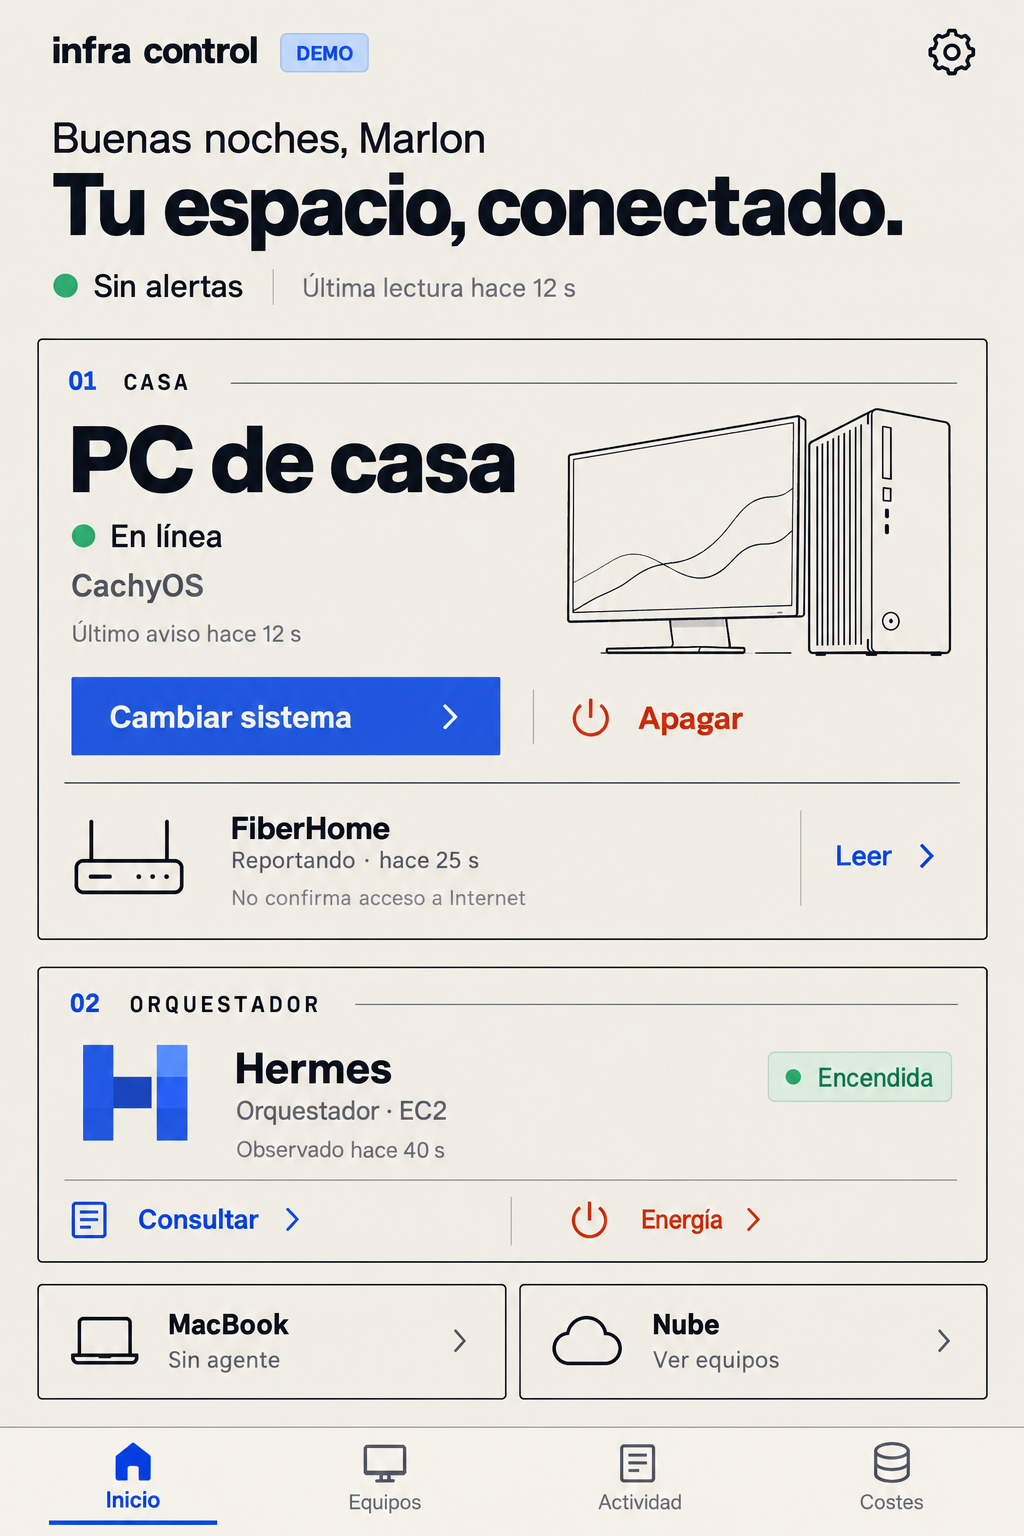 infra control DEMO
Buenas noches, Marlon
Tu espacio, conectado.
Sin alertas Última lectura hace 12 s
01 CASA
PC de casa
En línea
CachyOS
Último aviso hace 12 s
Cambiar sistema Apagar
FiberHome
Reportando · hace 25 s
No confirma acceso a Internet
Leer
02 ORQUESTADOR
Hermes
Orquestador · EC2
Observado hace 40 s
Encendida
Consultar Energía
MacBook
Sin agente
Nube
Ver equipos
Inicio Equipos Actividad Costes